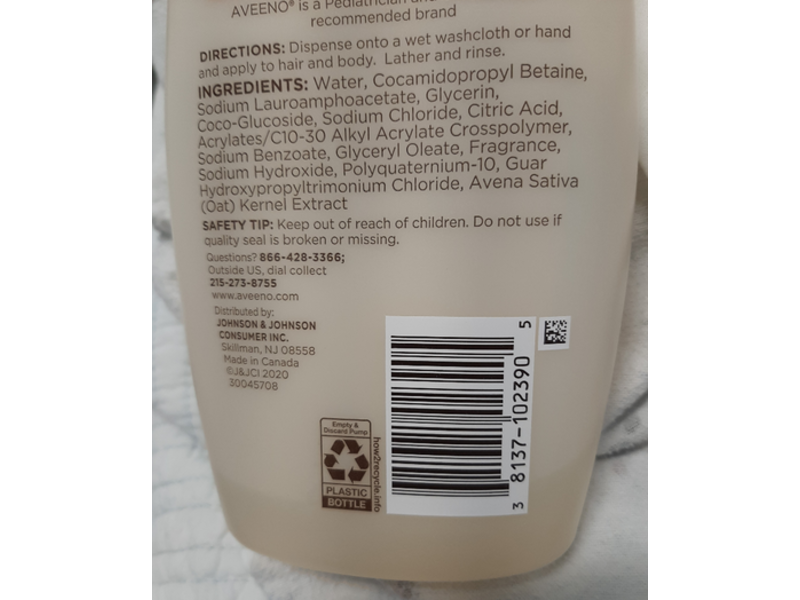 AVEENO® is a Pediatrician and
recommended brand
DIRECTIONS: Dispense onto a wet washcloth or hand
and apply to hair and body. Lather and rinse.
INGREDIENTS: Water, Cocamidopropyl Betaine,
Sodium Lauroamphoacetate, Glycerin,
Coco-Glucoside, Sodium Chloride, Citric Acid,
Acrylates/C10-30 Alkyl Acrylate Crosspolymer,
Sodium Benzoate, Glyceryl Oleate, Fragrance,
Sodium Hydroxide, Polyquaternium-10, Guar
Hydroxypropyltrimonium Chloride, Avena Sativa
(Oat) Kernel Extract
SAFETY TIP: Keep out of reach of children. Do not use if
quality seal is broken or missing.
Questions? 866-428-3366;
Outside US, dial collect
215-273-8755
www.aveeno.com
Distributed by:
JOHNSON & JOHNSON
CONSUMER INC.
Skillman, NJ 08558
Made in Canada
©J&JCI 2020
30045708
Empty &
Discard Pump
PLASTIC
BOTTLE
how2recycle.info
3 8137-102390 5